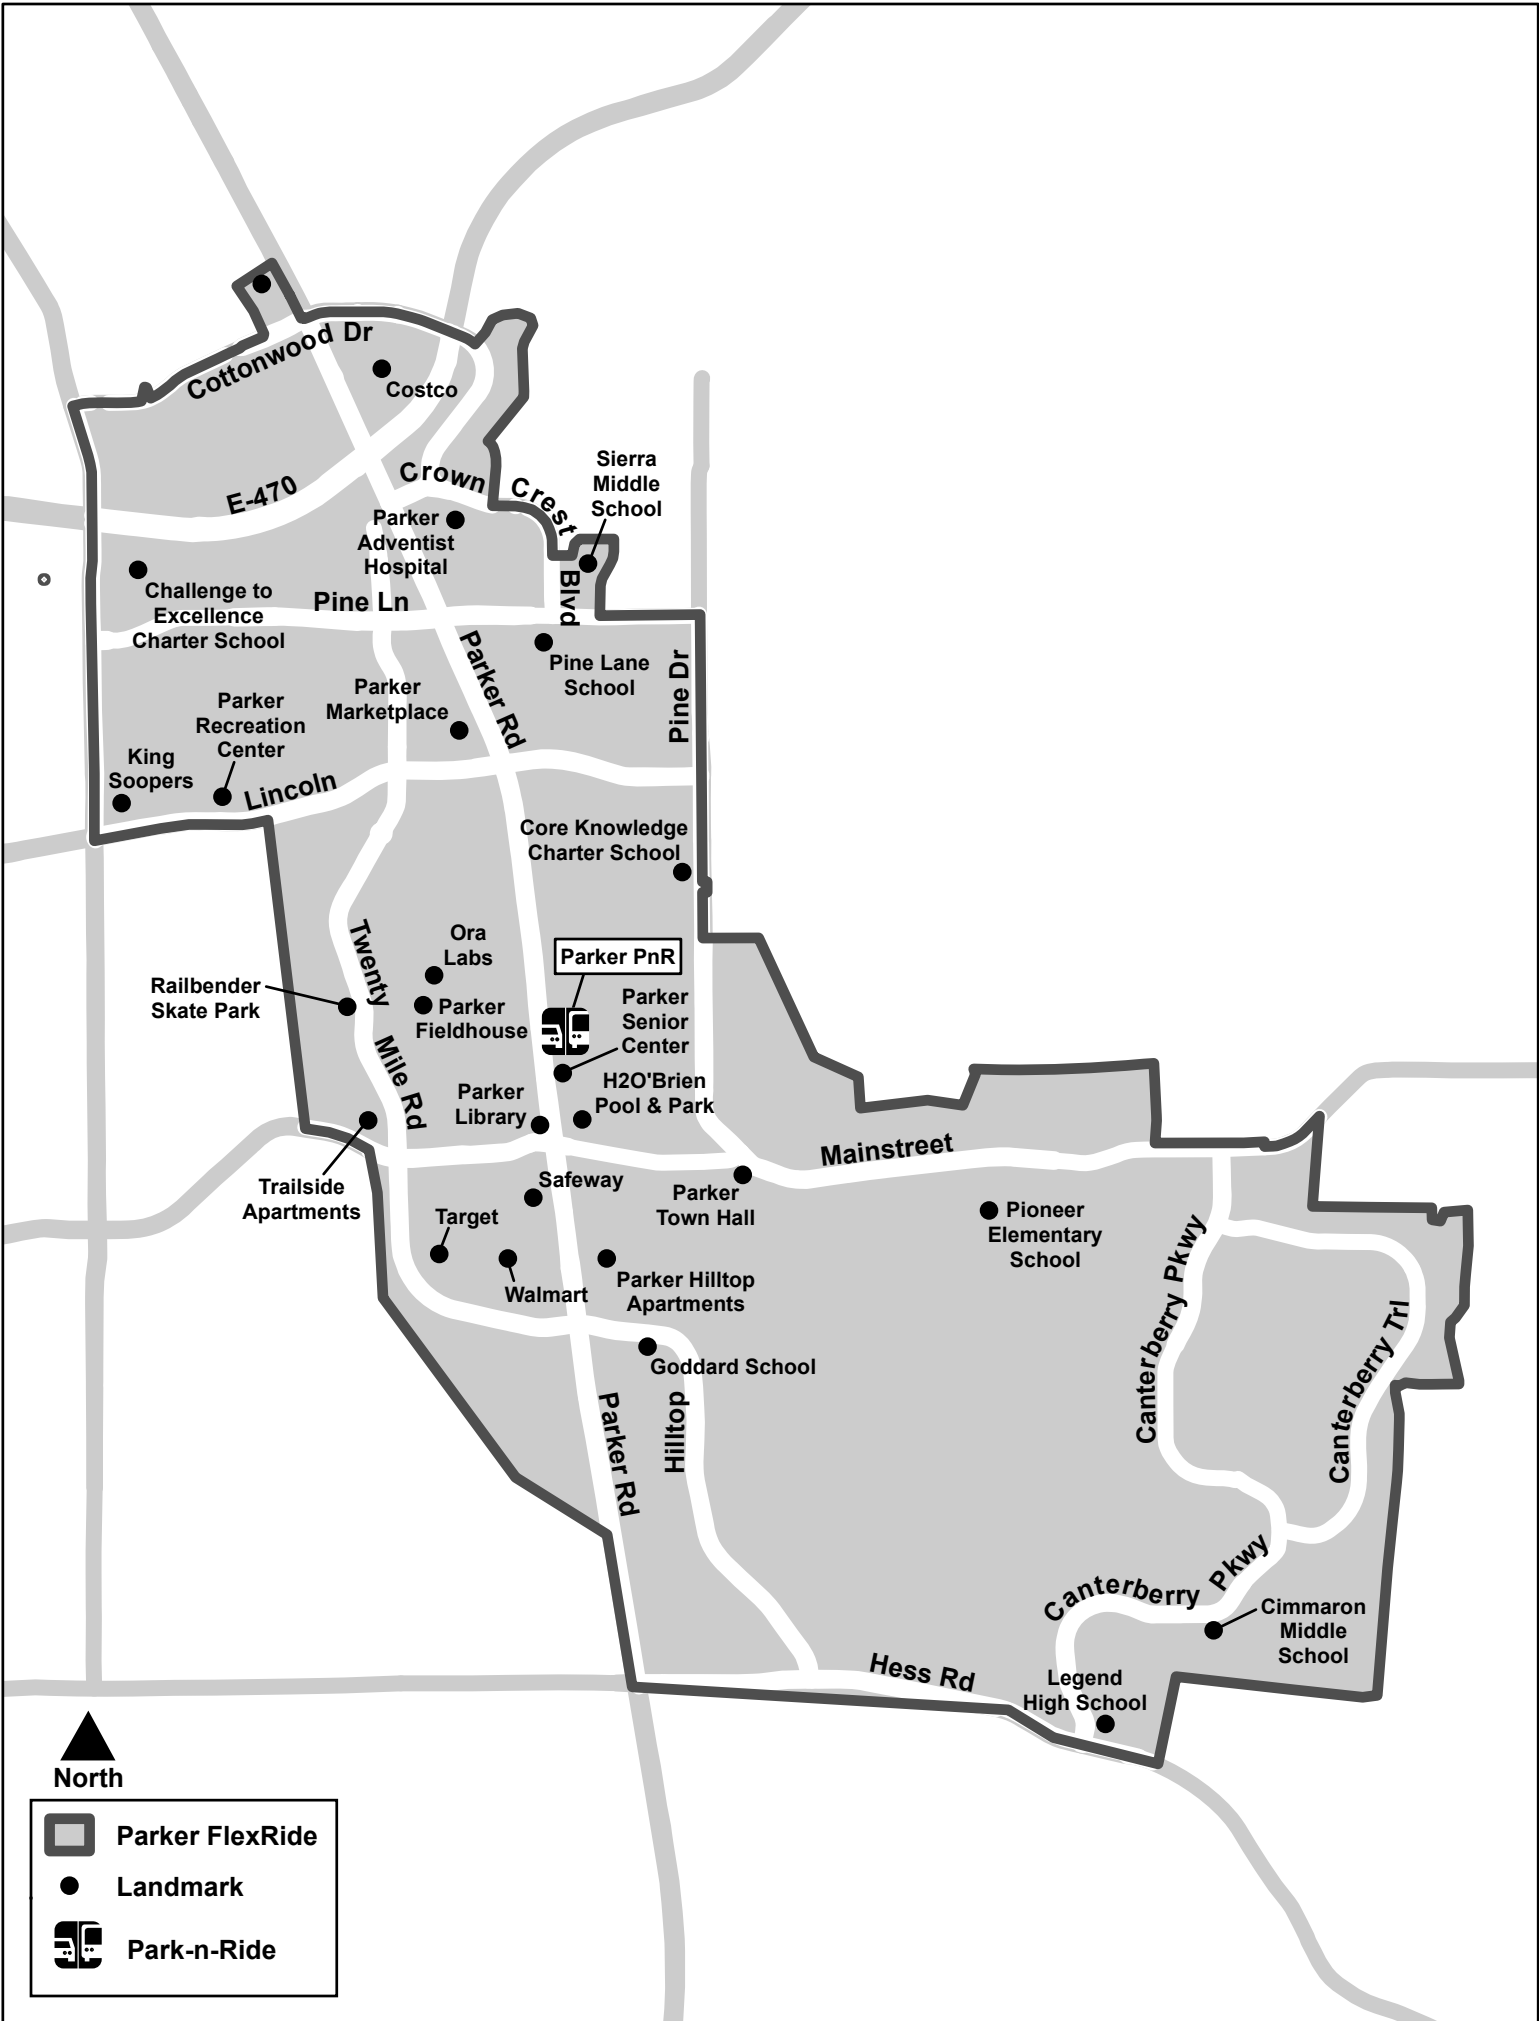 Cottonwood Dr
Costco
E-470
Crown Crest Blvd
Sierra
Middle
School
Parker
Adventist
Hospital
Challenge to
Excellence
Charter School
Pine Ln
Parker Rd
Pine Lane
School
Pine Dr
Parker
Marketplace
Parker
Recreation
Center
King
Soopers
Lincoln
Core Knowledge
Charter School
Twenty
Mile Rd
Ora
Labs
Parker PnR
Railbender
Skate Park
Parker
Fieldhouse
Parker
Senior
Center
H2O'Brien
Pool & Park
Parker
Library
Mainstreet
Trailside
Apartments
Safeway
Parker
Town Hall
Target
Walmart
Parker Hilltop
Apartments
Pioneer
Elementary
School
Canterberry Pkwy
Canterberry Trl
Goddard School
Hilltop
Parker Rd
Canterberry Pkwy
Cimmaron
Middle
School
Hess Rd
Legend
High School
North
Parker FlexRide
Landmark
Park-n-Ride